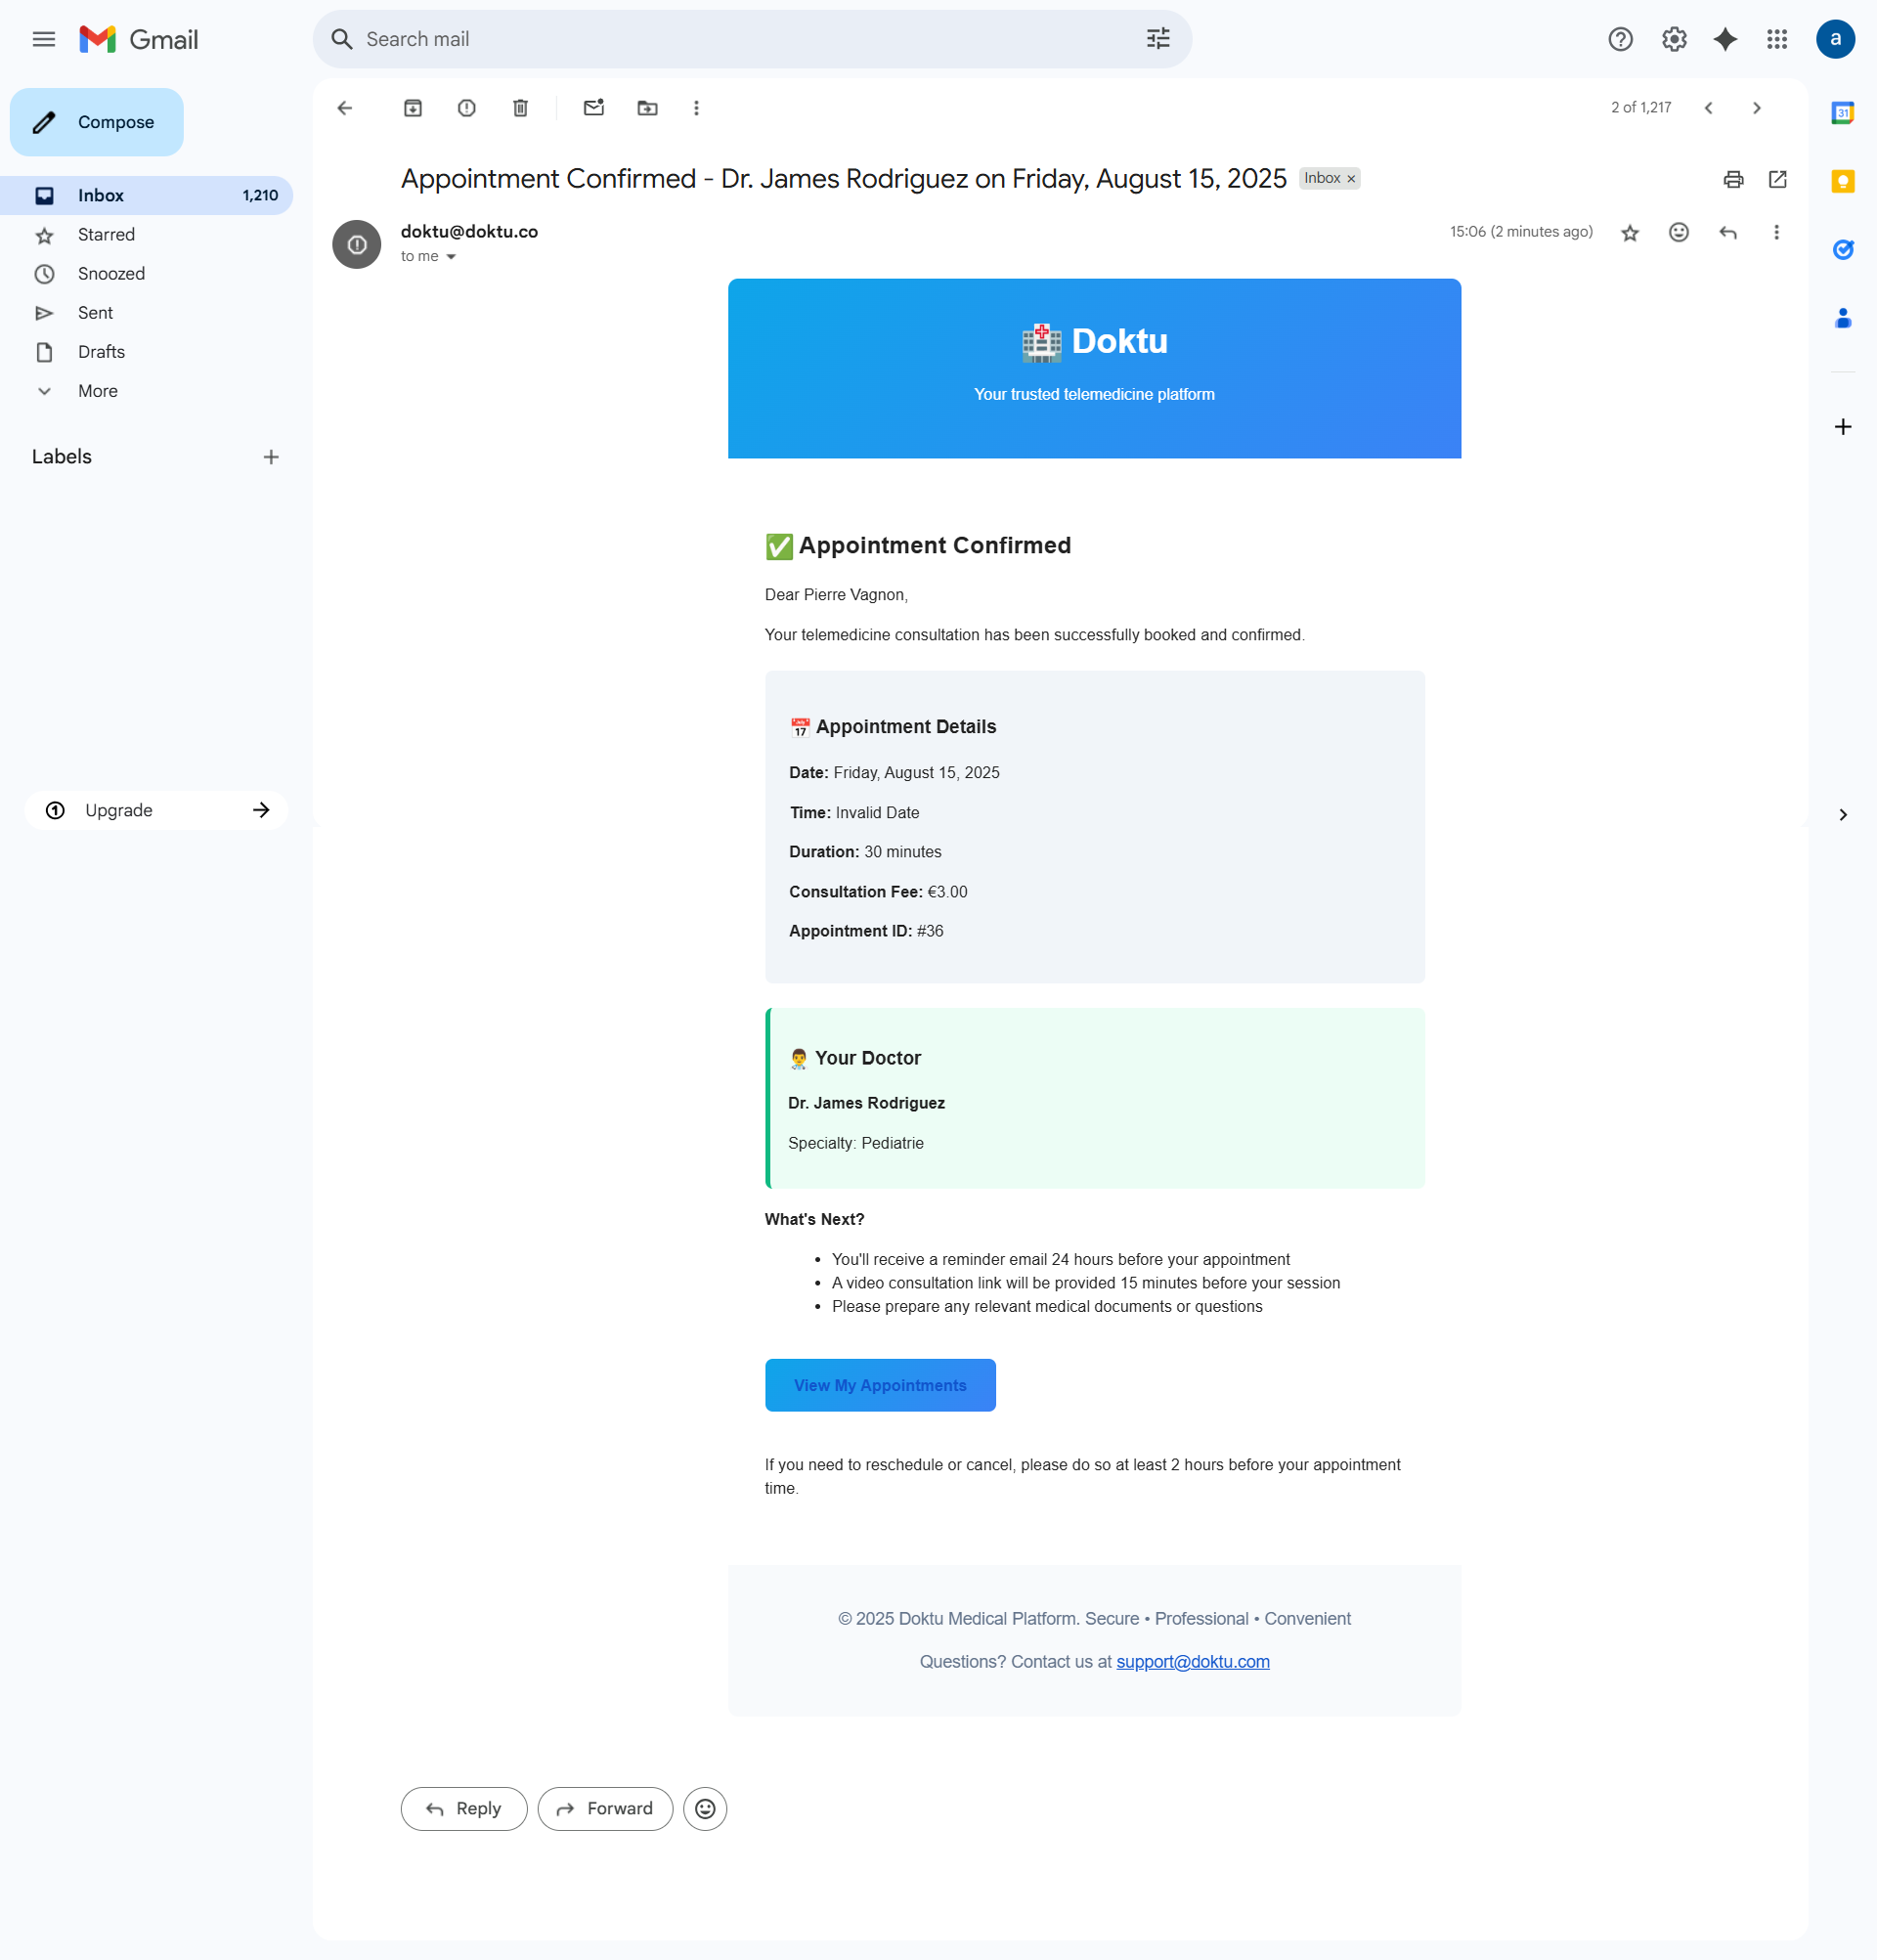 Gmail
Search mail
a
Compose
Inbox 1,210
Starred
Snoozed
Sent
Drafts
More
Labels
Upgrade
2 of 1,217
31
Appointment Confirmed - Dr. James Rodriguez on Friday, August 15, 2025 Inbox ×
doktu@doktu.co
15:06 (2 minutes ago)
to me
Doktu
Your trusted telemedicine platform
✅ Appointment Confirmed
Dear Pierre Vagnon,
Your telemedicine consultation has been successfully booked and confirmed.
📅 Appointment Details
Date: Friday, August 15, 2025
Time: Invalid Date
Duration: 30 minutes
Consultation Fee: €3.00
Appointment ID: #36
👨‍⚕️ Your Doctor
Dr. James Rodriguez
Specialty: Pediatrie
What's Next?
• You'll receive a reminder email 24 hours before your appointment
• A video consultation link will be provided 15 minutes before your session
• Please prepare any relevant medical documents or questions
View My Appointments
If you need to reschedule or cancel, please do so at least 2 hours before your appointment
time.
© 2025 Doktu Medical Platform. Secure • Professional • Convenient
Questions? Contact us at support@doktu.com
Reply
Forward